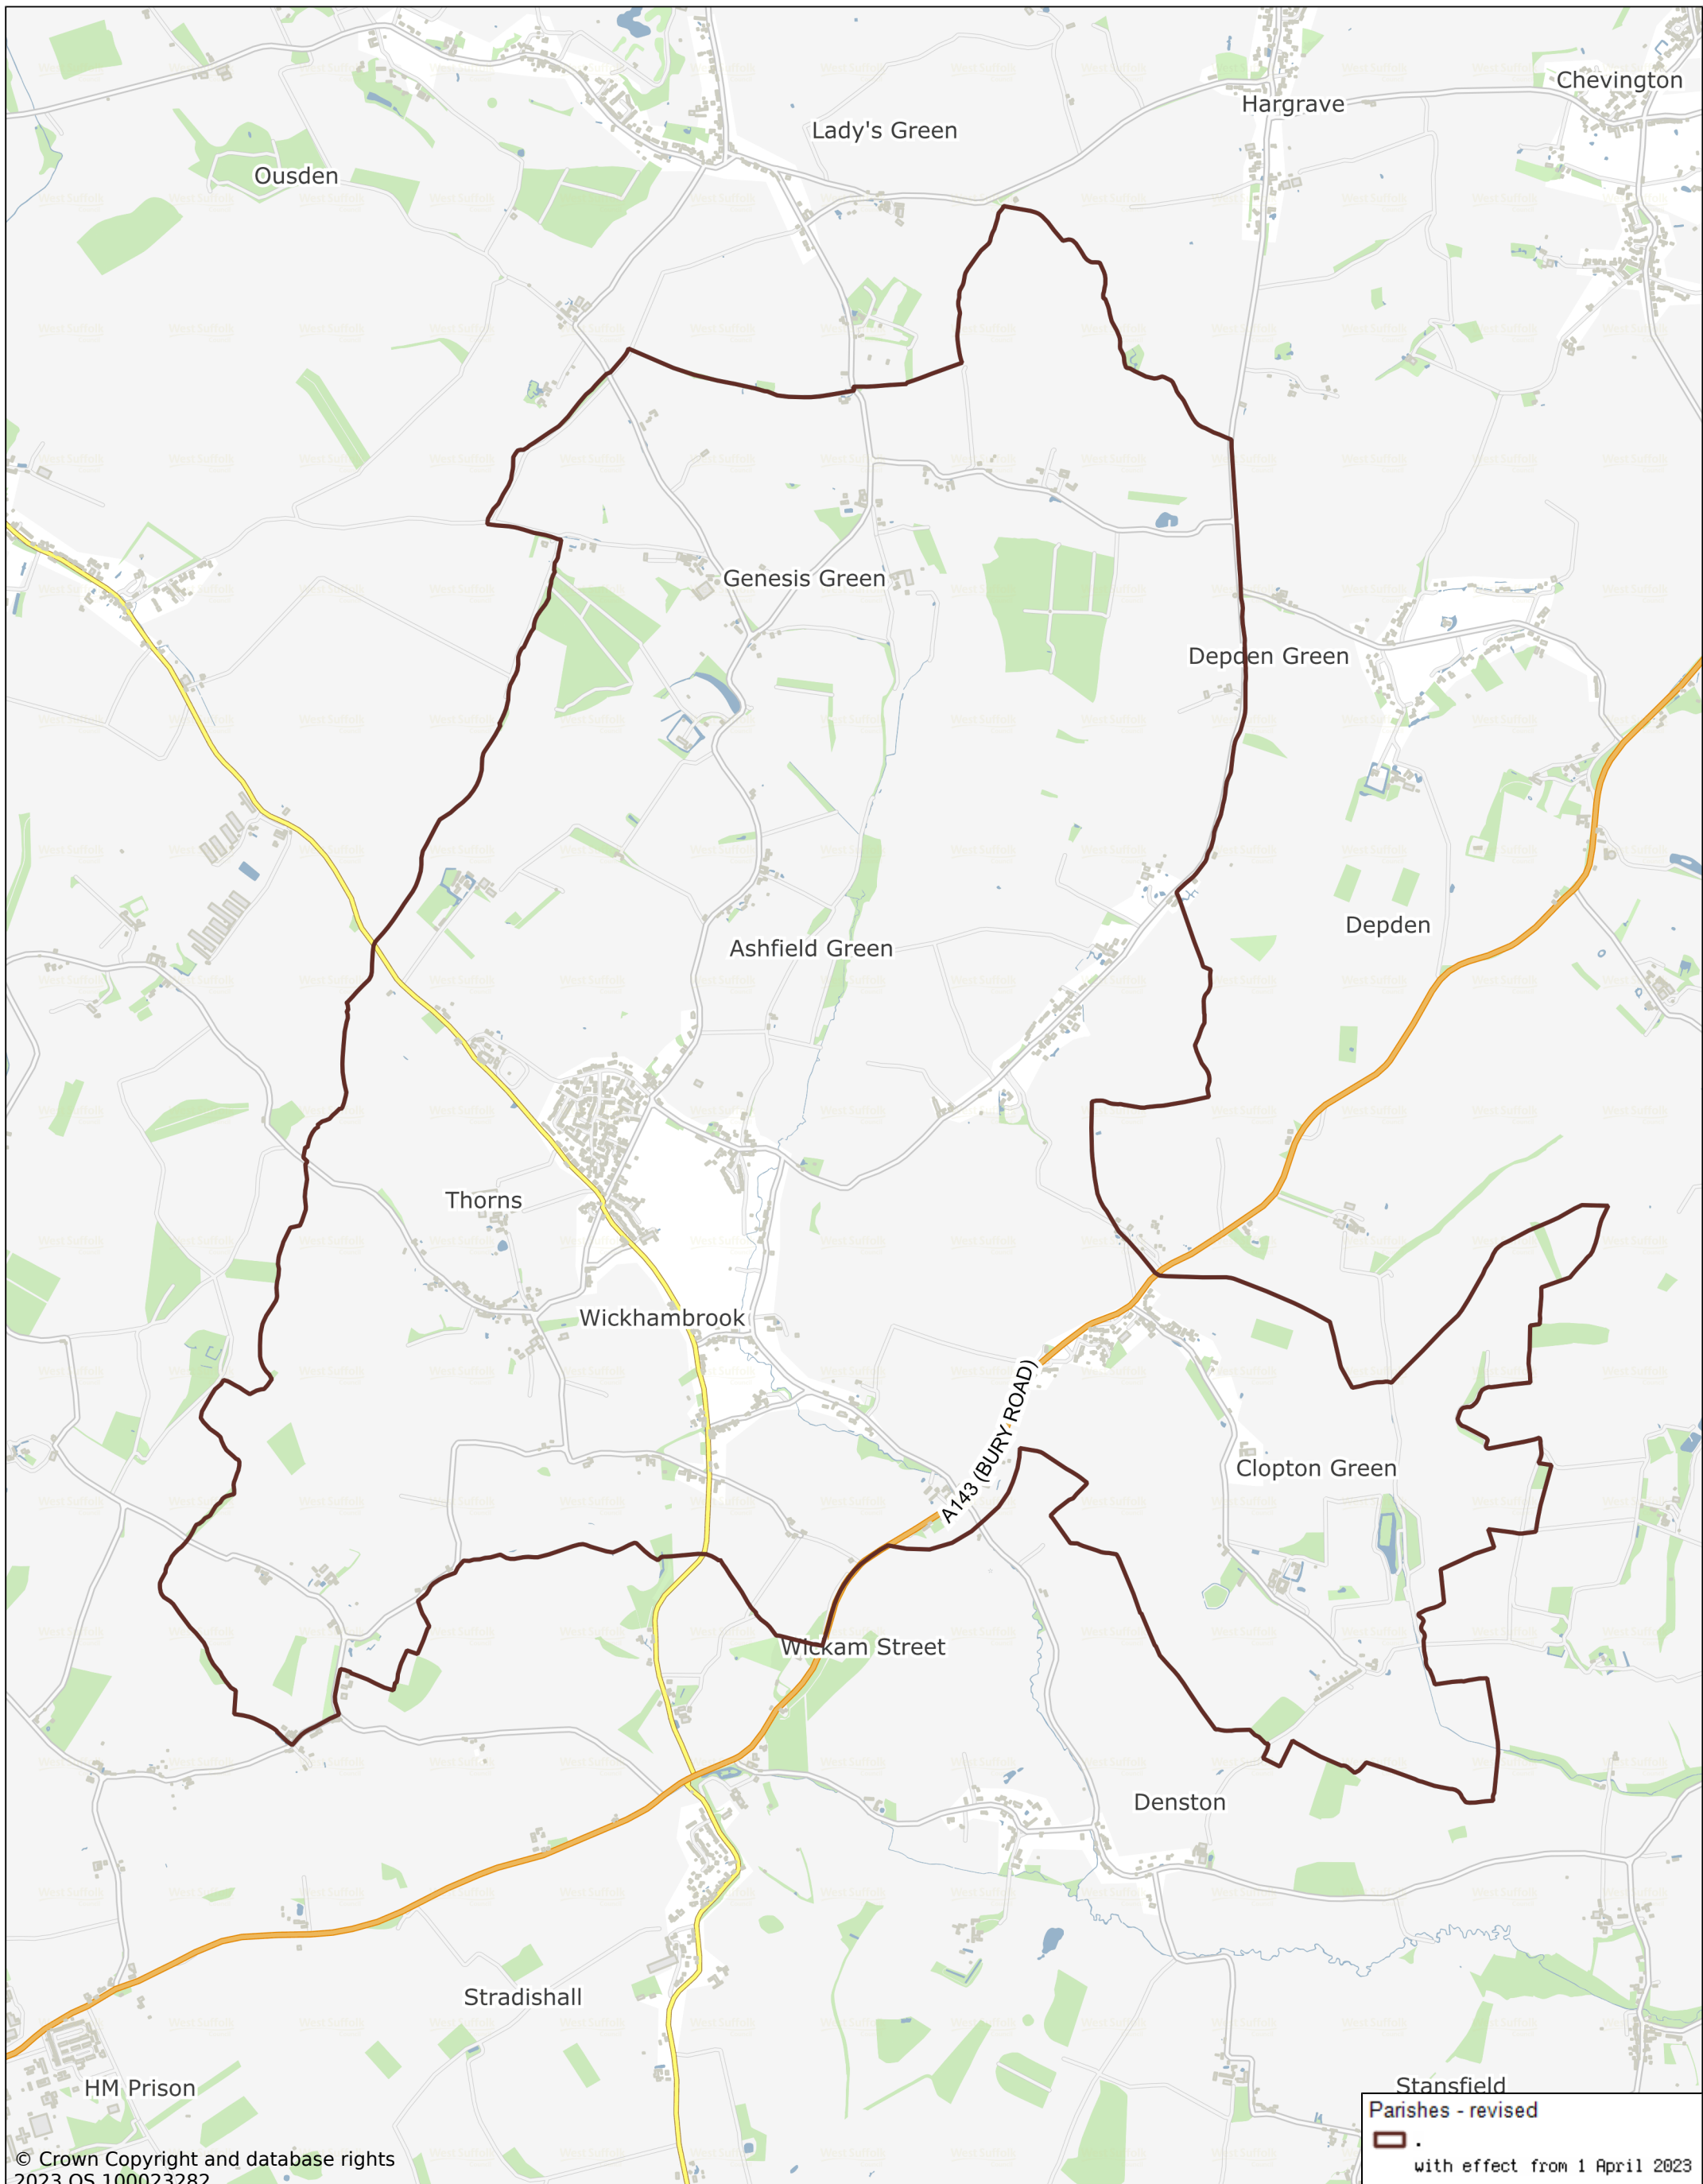 Chevington
Hargrave
Lady's Green
Ousden
Genesis Green
Depden Green
Depden
Ashfield Green
Thorns
Wickhambrook
A143 (BURY ROAD)
Clopton Green
Wickam Street
Denston
Stradishall
HM Prison
Stansfield
Parishes - revised
.
with effect from 1 April 2023
© Crown Copyright and database rights
2023 OS 100023282
West Suffolk